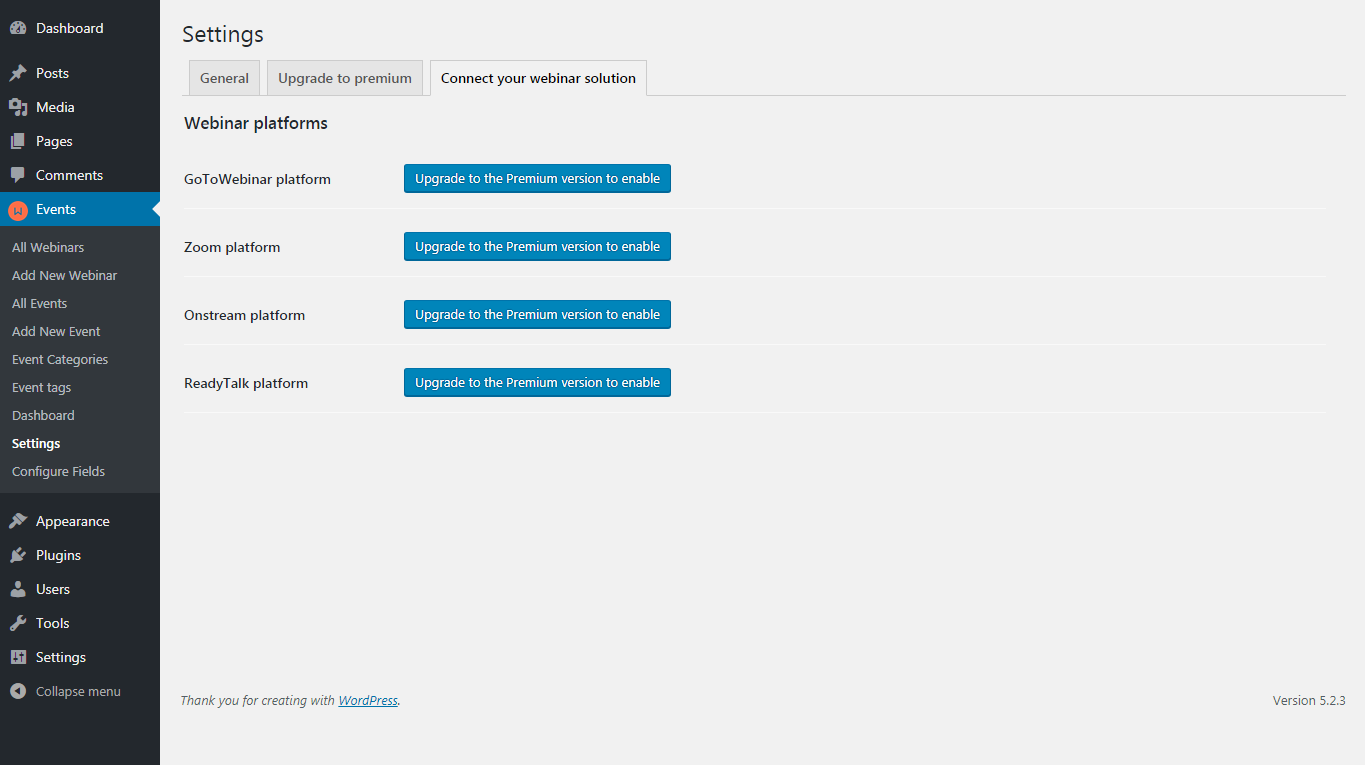 Dashboard
Posts
Media
Pages
Comments
Events
All Webinars
Add New Webinar
All Events
Add New Event
Event Categories
Event tags
Dashboard
Settings
Configure Fields
Appearance
Plugins
Users
Tools
Settings
Collapse menu
Settings
General
Upgrade to premium
Connect your webinar solution
Webinar platforms
GoToWebinar platform
Upgrade to the Premium version to enable
Zoom platform
Upgrade to the Premium version to enable
Onstream platform
Upgrade to the Premium version to enable
ReadyTalk platform
Upgrade to the Premium version to enable
Thank you for creating with WordPress.
Version 5.2.3